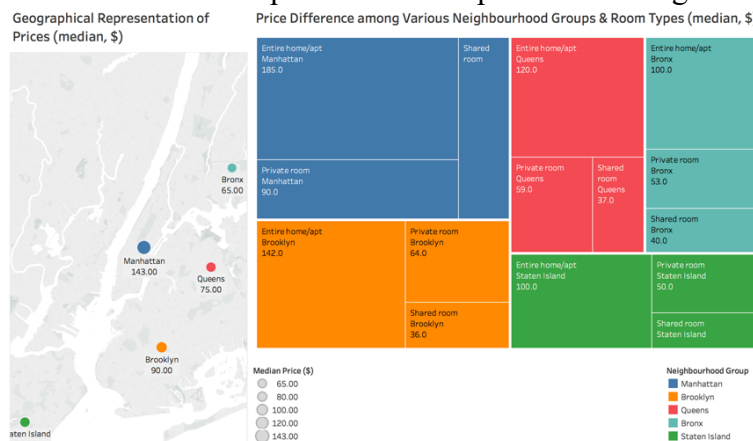 Geographical Representation of
Prices (median, $)
Price Difference among Various Neighbourhood Groups & Room Types (median, $
Bronx
65.00
Manhattan
143.00
Queens
75.00
Brooklyn
90.00
aten Island
Entire home/apt
Manhattan
185.0
Shared
room
Private room
Manhattan
90.0
Entire home/apt
Queens
120.0
Private room
Queens
59.0
Shared
room
Queens
37.0
Entire home/apt
Bronx
100.0
Private room
Bronx
53.0
Shared room
Bronx
40.0
Entire home/apt
Brooklyn
142.0
Private room
Brooklyn
64.0
Shared room
Brooklyn
36.0
Entire home/apt
Staten Island
100.0
Private room
Staten Island
50.0
Shared room
Staten Island
Median Price ($)
65.00
80.00
100.00
120.00
143.00
Neighbourhood Group
Manhattan
Brooklyn
Queens
Bronx
Staten Island